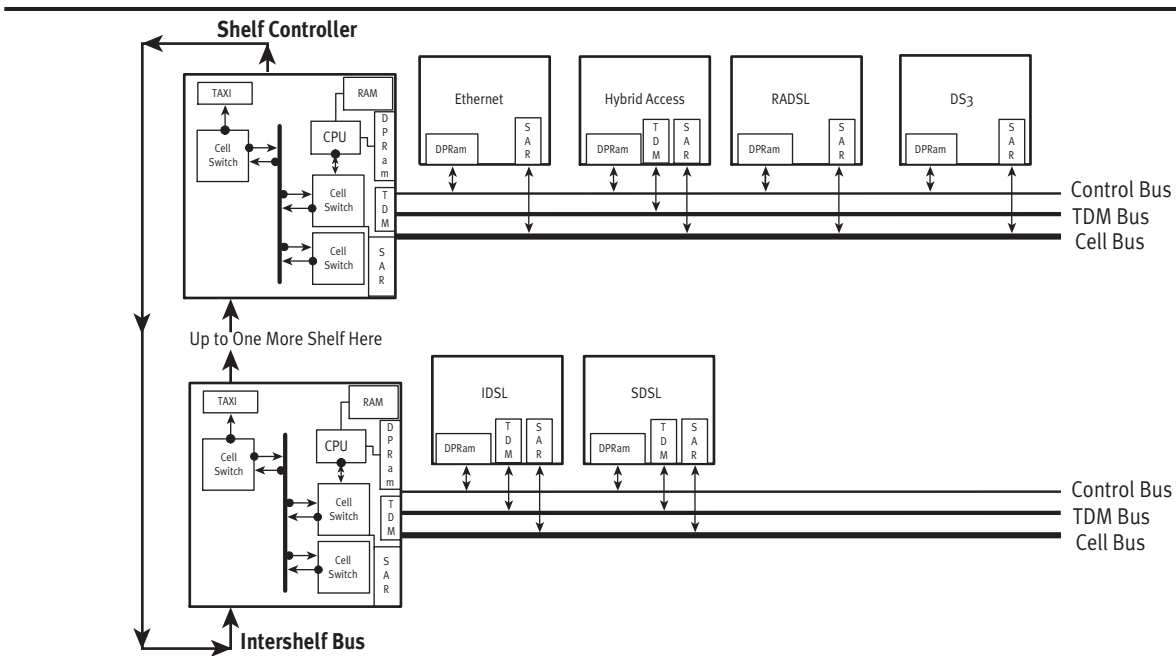 Shelf Controller
TAXI
RAM
CPU
D
P
R
a
m
Cell
Switch
Cell
Switch
T
D
M
Cell
Switch
S
A
R
Ethernet
DPRam
S
A
R
Hybrid Access
DPRam
T
D
M
S
A
R
RADSL
DPRam
S
A
R
DS3
DPRam
S
A
R
Control Bus
TDM Bus
Cell Bus
Up to One More Shelf Here
TAXI
RAM
CPU
D
P
R
a
m
Cell
Switch
Cell
Switch
T
D
M
Cell
Switch
S
A
R
IDSL
DPRam
T
D
M
S
A
R
SDSL
DPRam
T
D
M
S
A
R
Control Bus
TDM Bus
Cell Bus
Intershelf Bus